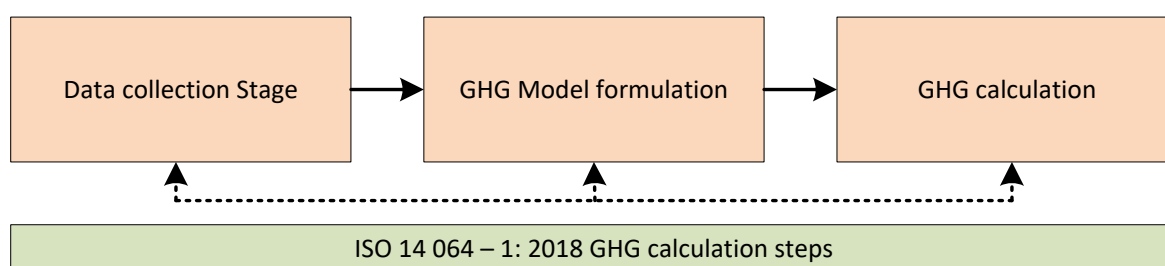 Data collection Stage
GHG Model formulation
GHG calculation
ISO 14 064 – 1: 2018 GHG calculation steps